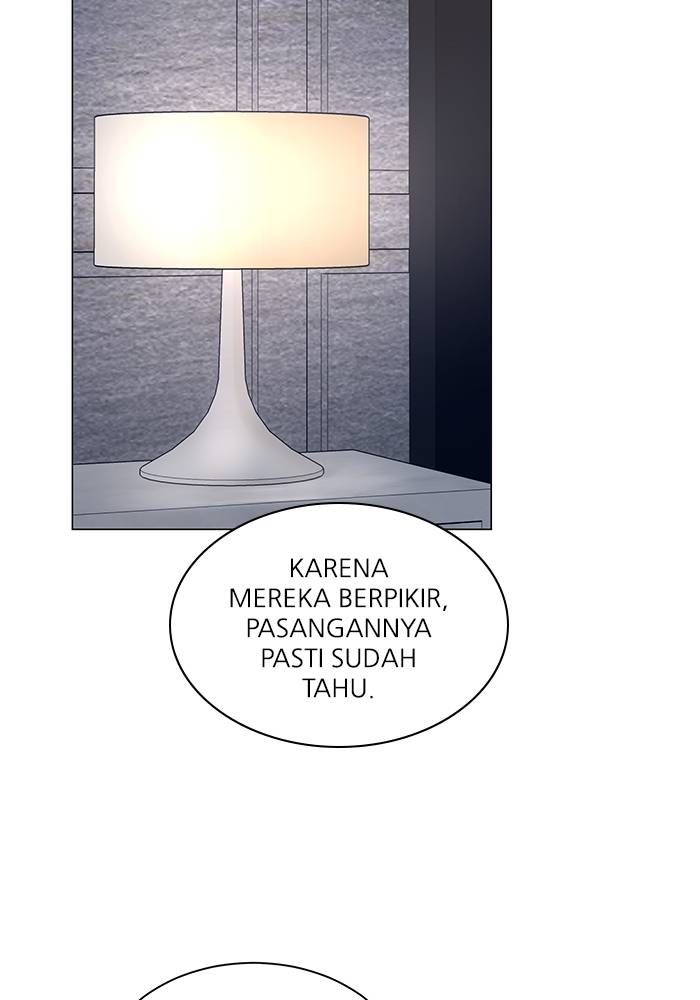 KARENA
MEREKA BERPIKIR,
PASANGANNYA
PASTI SUDAH
TAHU.